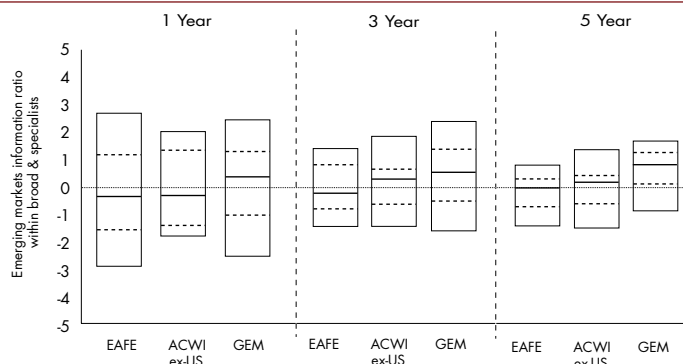 1 Year
3 Year
5 Year
Emerging markets information ratio
within broad & specialists
5
4
3
2
1
0
-1
-2
-3
-4
-5
EAFE
ACWI
ex-US
GEM
EAFE
ACWI
ex-US
GEM
EAFE
ACWI
ex-US
GEM